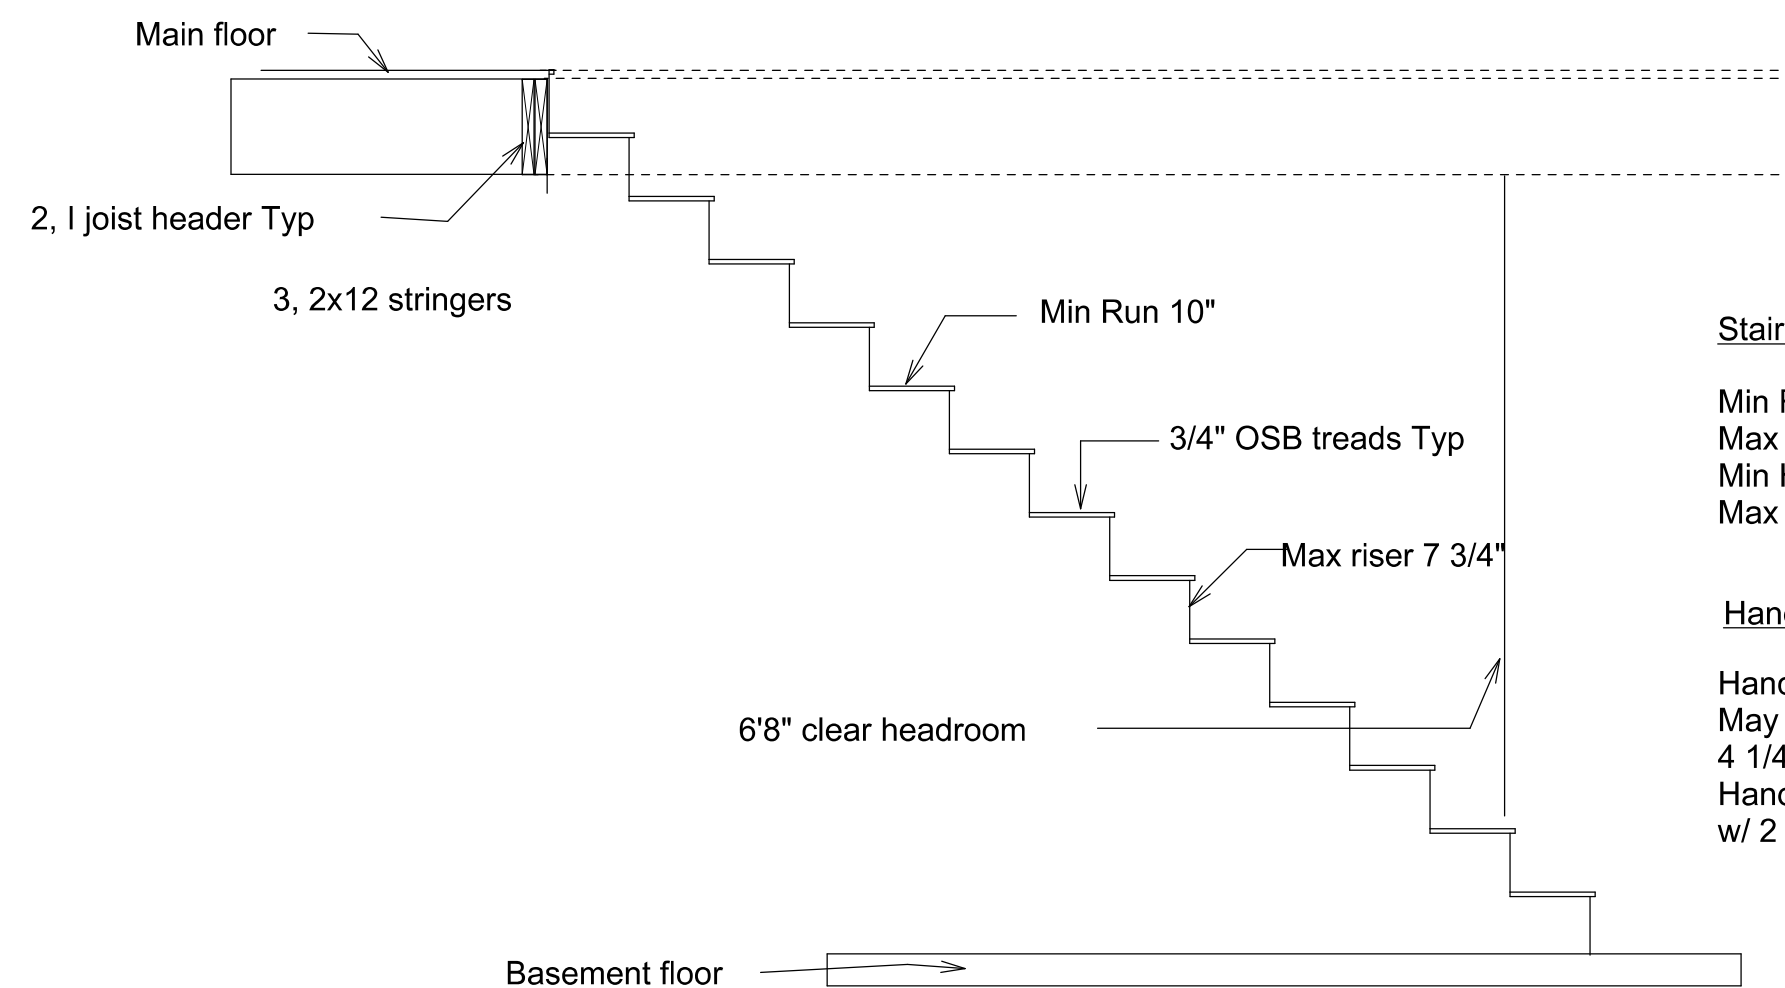 Main floor
2, I joist header Typ
3, 2x12 stringers
Min Run 10"
3/4" OSB treads Typ
Max riser 7 3/4"
6'8" clear headroom
Basement floor
Stair
Min
Max
Min
Max
Hand
May
4 1/4
Hand
w/ 2